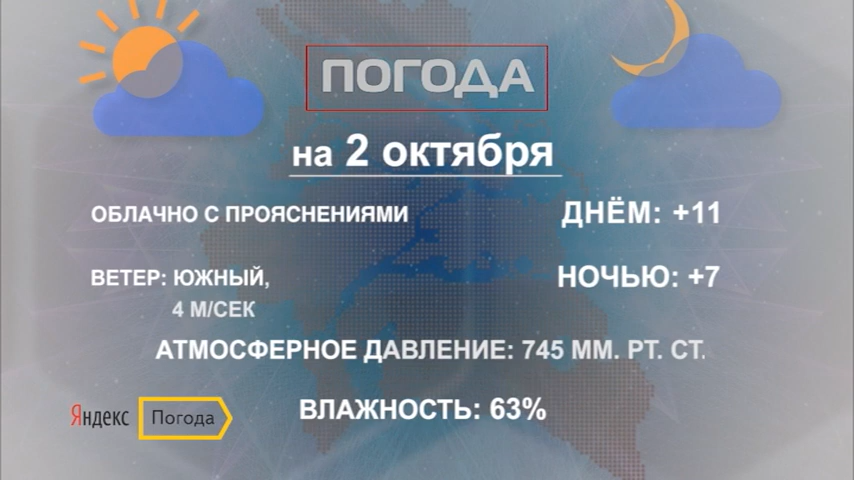 ПОГОДА
на 2 октября
ОБЛАЧНО С ПРОЯСНЕНИЯМИ
ДНЁМ: +11
ВЕТЕР: ЮЖНЫЙ,
4 М/СЕК
НОЧЬЮ: +7
АТМОСФЕРНОЕ ДАВЛЕНИЕ: 745 ММ. РТ. СТ.
ВЛАЖНОСТЬ: 63%
Яндекс Погода